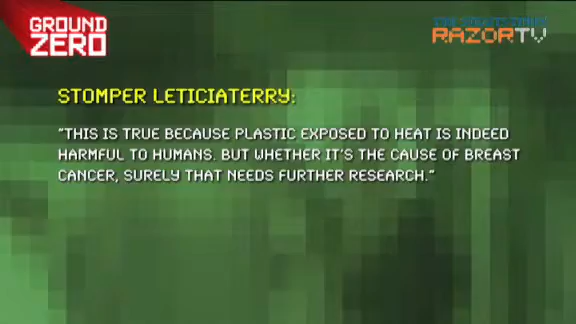 GROUND
ZERO
RAZORTV
STOMPER LETICIATERRY:
"THIS IS TRUE BECAUSE PLASTIC EXPOSED TO HEAT IS INDEED
HARMFUL TO HUMANS. BUT WHETHER IT'S THE CAUSE OF BREAST
CANCER, SURELY THAT NEEDS FURTHER RESEARCH."